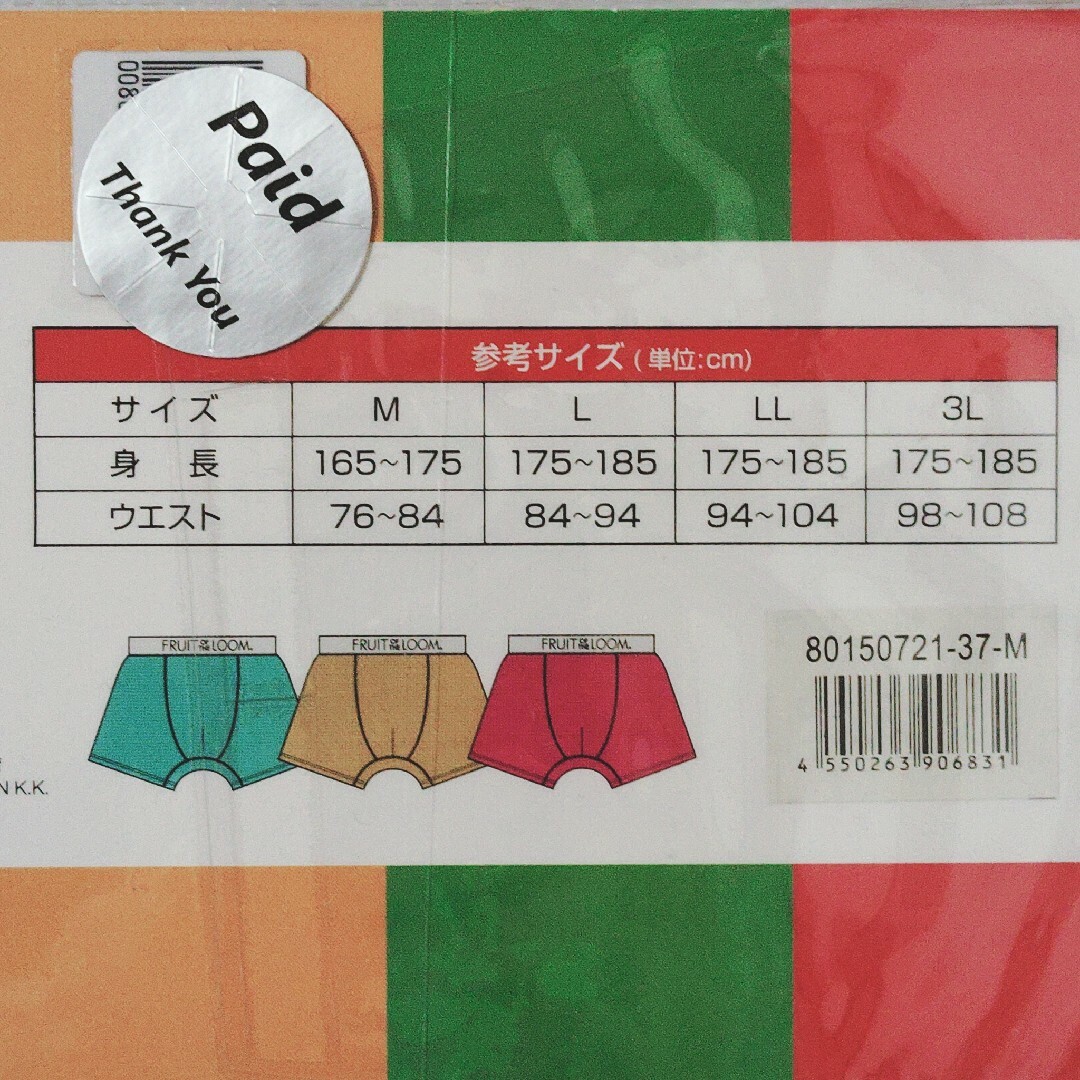 Paid
Thank You
参考サイズ (単位:cm)
サイズ M L LL 3L
身 長 165~175 175~185 175~185 175~185
ウエスト 76~84 84~94 94~104 98~108
FRUIT OF THE LOOM. FRUIT OF THE LOOM. FRUIT OF THE LOOM.
80150721-37-M
4 550263 906831
N K.K.